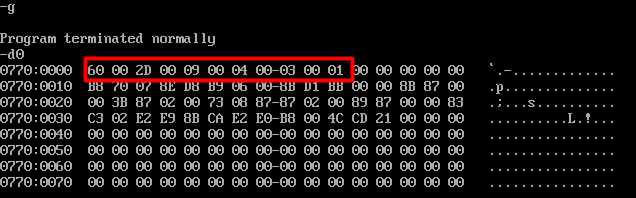 -g
Program terminated normally
-d0
0770:0000 60 00 2D 00 09 00 04 00-03 00 01 00 00 00 00 00 `.-.............
0770:0010 B8 70 07 8E D8 B9 06 00-8B D1 BB 00 00 8B 87 00 .p..............
0770:0020 00 3B 87 02 00 73 08 87-87 02 00 89 87 00 00 83 .;...s..........
0770:0030 C3 02 E2 E9 8B CA E2 E0-B8 00 4C CD 21 00 00 00 ..........L.!...
0770:0040 00 00 00 00 00 00 00 00-00 00 00 00 00 00 00 00 ................
0770:0050 00 00 00 00 00 00 00 00-00 00 00 00 00 00 00 00 ................
0770:0060 00 00 00 00 00 00 00 00-00 00 00 00 00 00 00 00 ................
0770:0070 00 00 00 00 00 00 00 00-00 00 00 00 00 00 00 00 ................